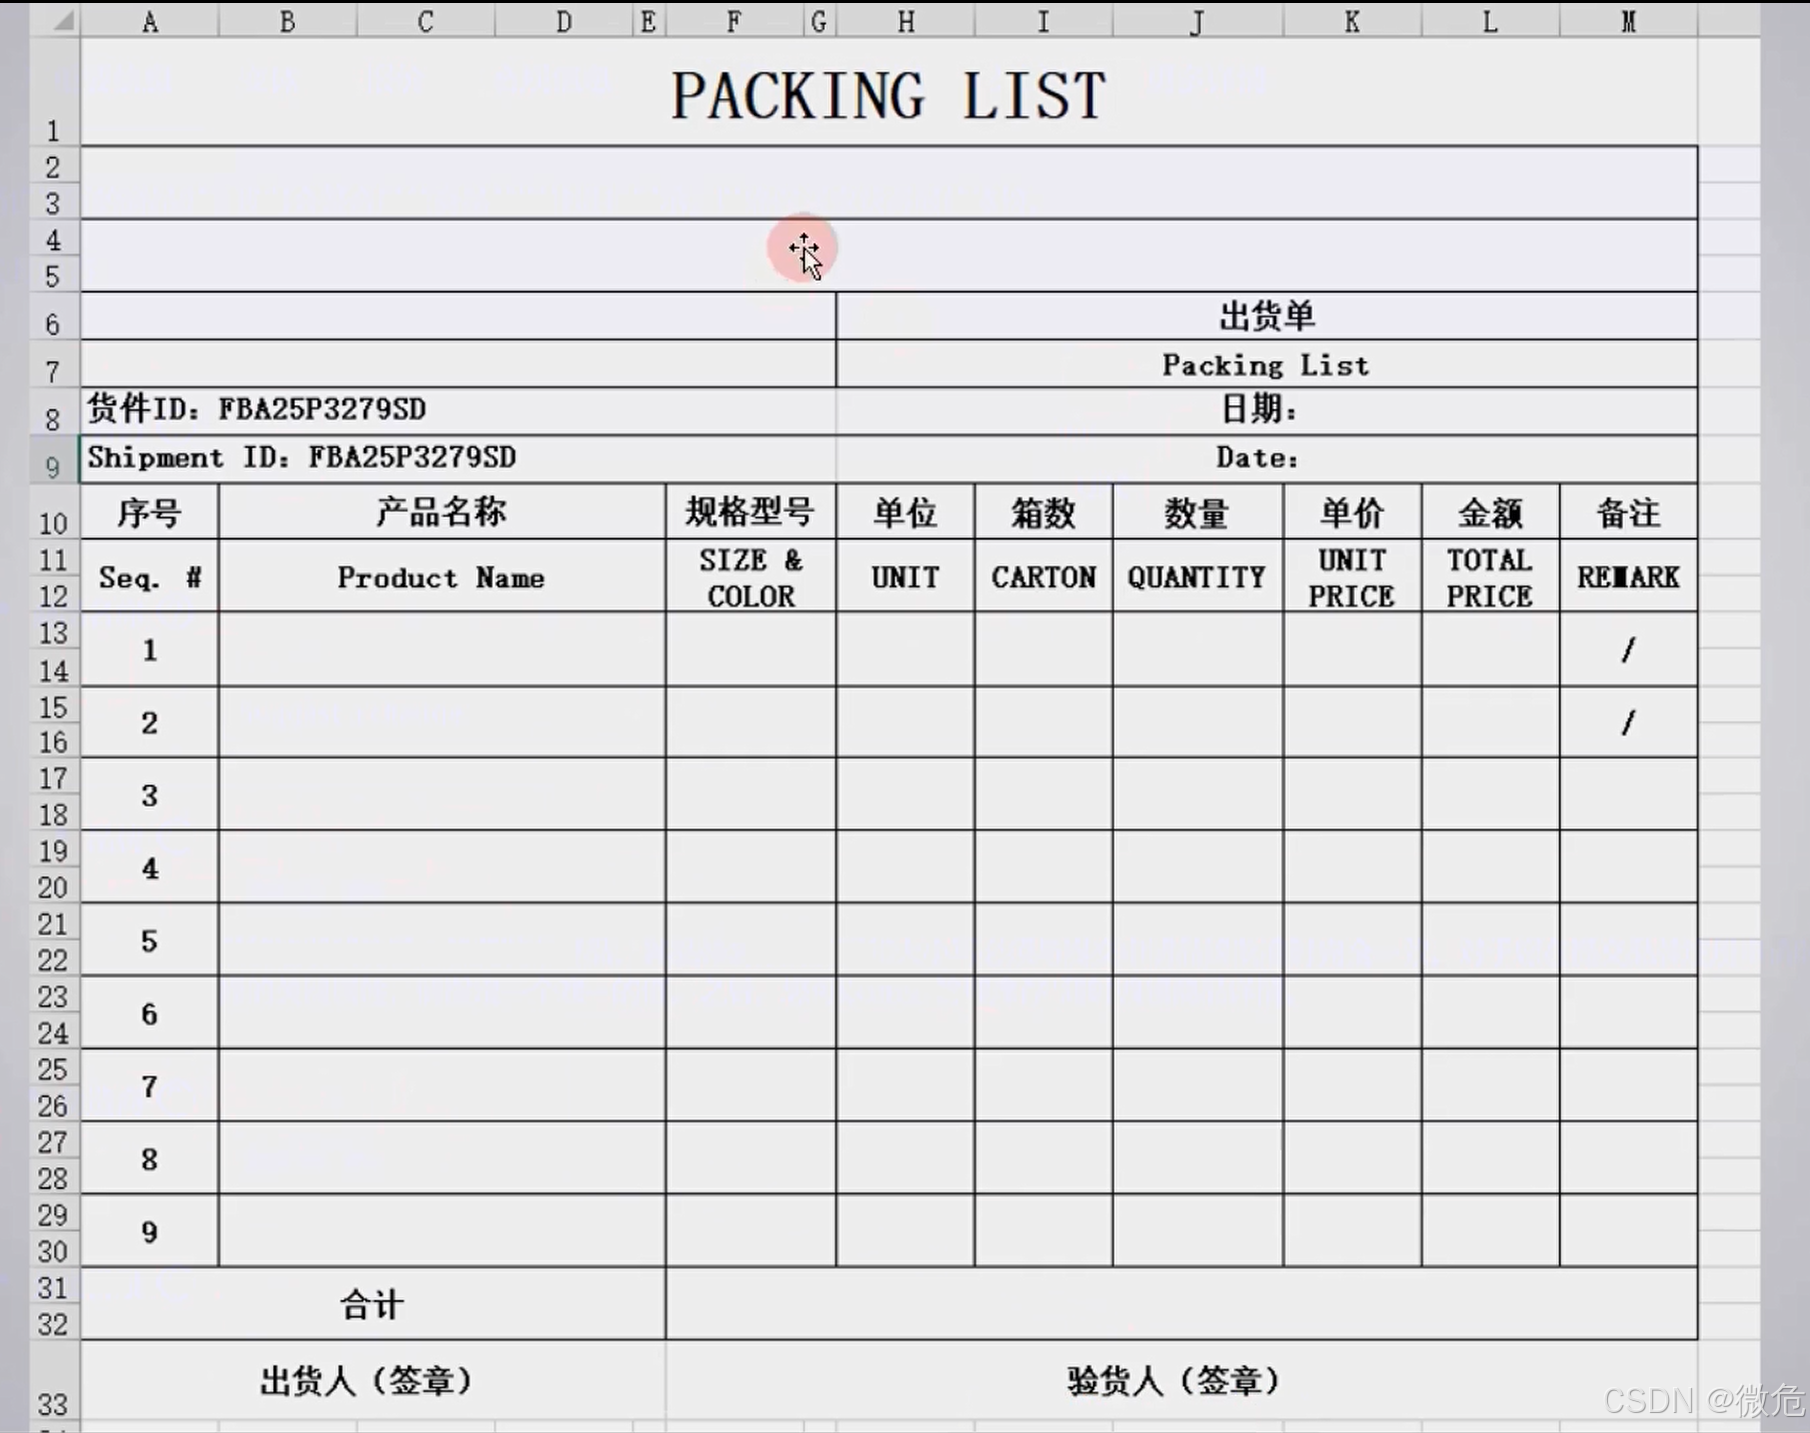 A B C D E F G H I J K L M
1 PACKING LIST
2
3
4
5
6 出货单
7 Packing List
8 货件ID: FBA25P3279SD 日期:
9 Shipment ID: FBA25P3279SD Date:
10 序号 产品名称 规格型号 单位 箱数 数量 单价 金额 备注
11 SIZE & UNIT TOTAL
Seq. # Product Name UNIT CARTON QUANTITY REMARK
12 COLOR PRICE PRICE
13
1 /
14
15
2 /
16
17
3
18
19
4
20
21
5
22
23
6
24
25
7
26
27
8
28
29
9
30
31
合计
32
33 出货人（签章） 验货人（签章）
CSDN @微危